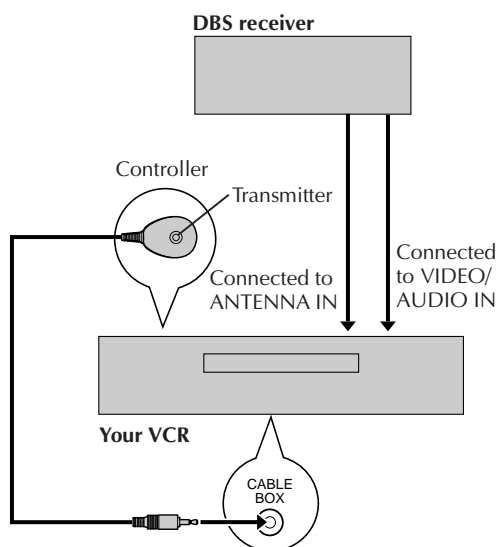 DBS receiver
Controller
Transmitter
Connected to
ANTENNA IN
Connected
to VIDEO/
AUDIO IN
Your VCR
CABLE
BOX